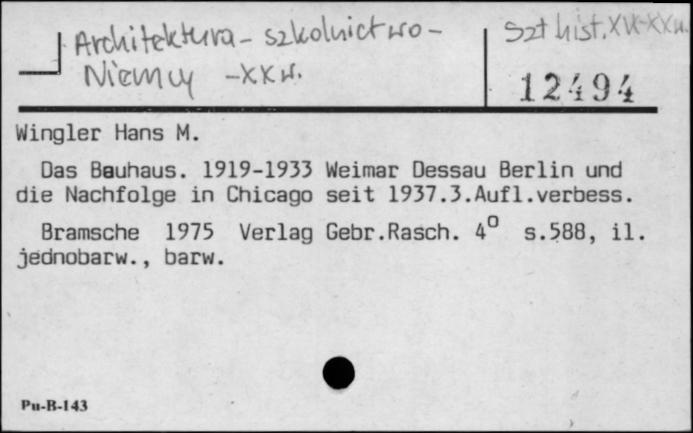 Architektura - szkolnictwo -
Niemcy - XX w.
Szt hist. XIX-XX w.
12494
Wingler Hans M.
Das Bauhaus. 1919-1933 Weimar Dessau Berlin und
die Nachfolge in Chicago seit 1937.3.Aufl.verbess.
Bramsche 1975 Verlag Gebr.Rasch. 4° s.588, il.
jednobarw., barw.
Pu-B-143